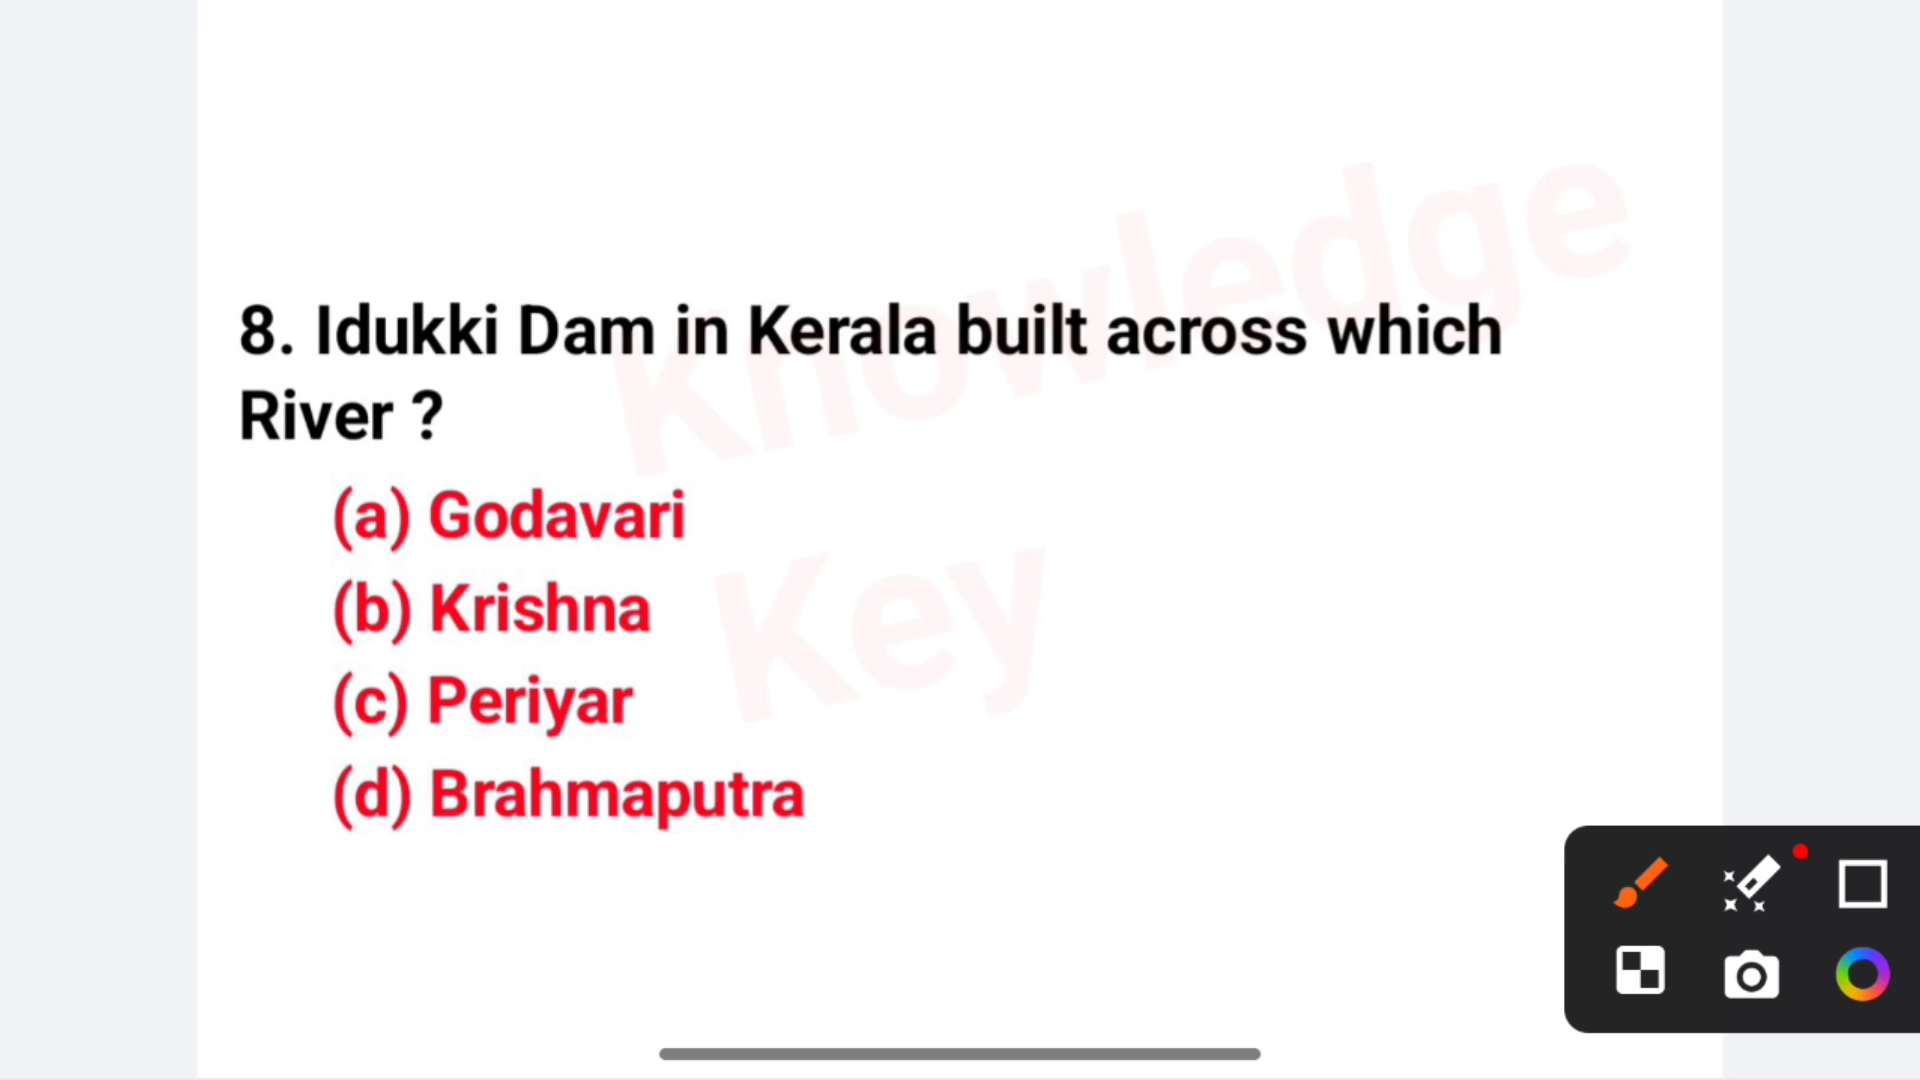 8. Idukki Dam in Kerala built across which
River ?
(a) Godavari
(b) Krishna
(c) Periyar
(d) Brahmaputra
Knowledge
Key